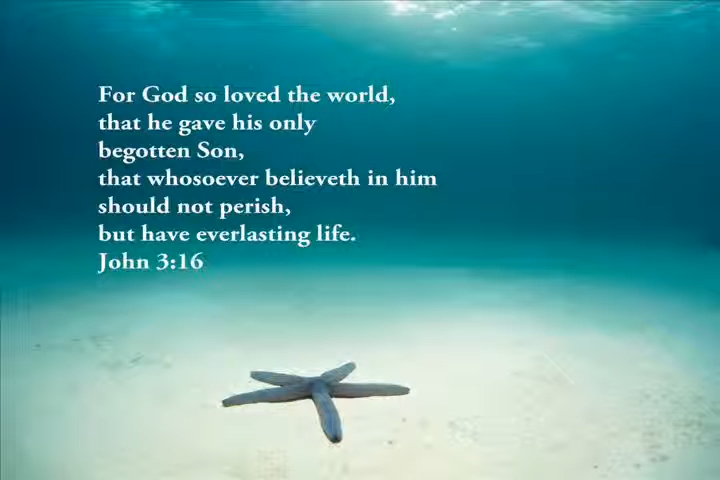 For God so loved the world,
that he gave his only
begotten Son,
that whosoever believeth in him
should not perish,
but have everlasting life.
John 3:16